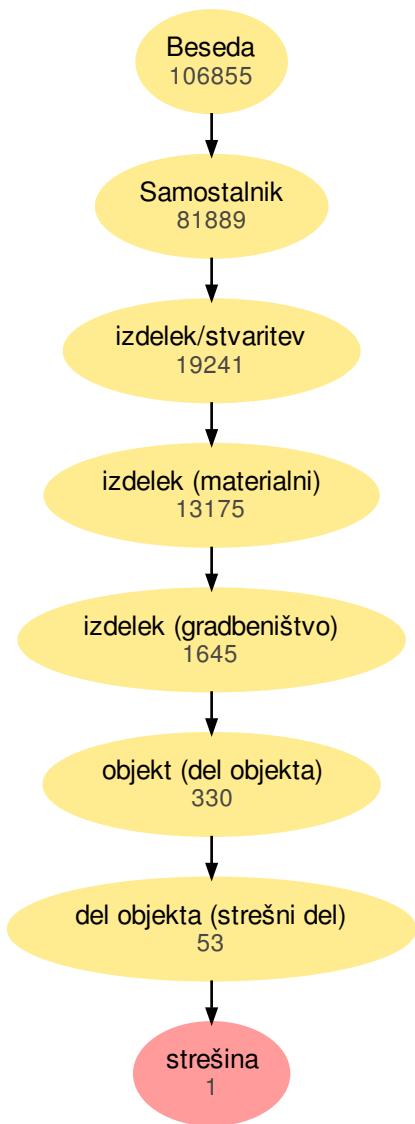 Beseda
106855
Samostalnik
81889
izdelek/stvaritev
19241
izdelek (materialni)
13175
izdelek (gradbeništvo)
1645
objekt (del objekta)
330
del objekta (strešni del)
53
strešina
1